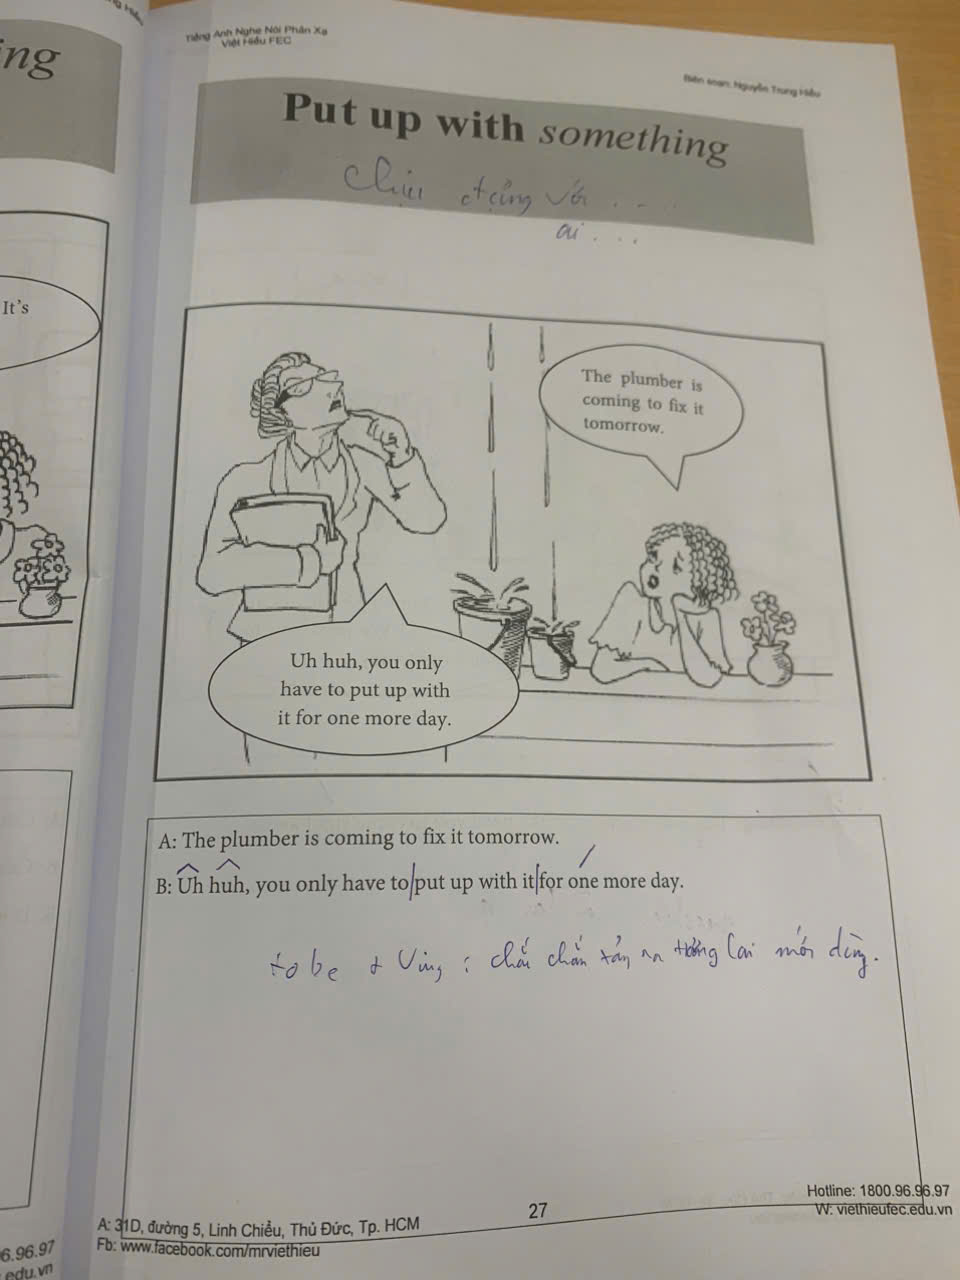 Tiếng Anh Nghe Nói Phản Xạ
Việt Hiếu FEC
Biên soạn: Nguyễn Trung Hiếu
ing
Put up with something
chịu đựng với . . . .
ai . . .
It's
The plumber is
coming to fix it
tomorrow.
Uh huh, you only
have to put up with
it for one more day.
A: The plumber is coming to fix it tomorrow.
B: Uh huh, you only have to put up with it for one more day.
to be + Ving : chắc chắn xảy ra tương lai mới dùng.
27
Hotline: 1800.96.96.97
W: viethieufec.edu.vn
A: 31D, đường 5, Linh Chiểu, Thủ Đức, Tp. HCM
Fb: www.facebook.com/mrviethieu
6.96.97
edu.vn